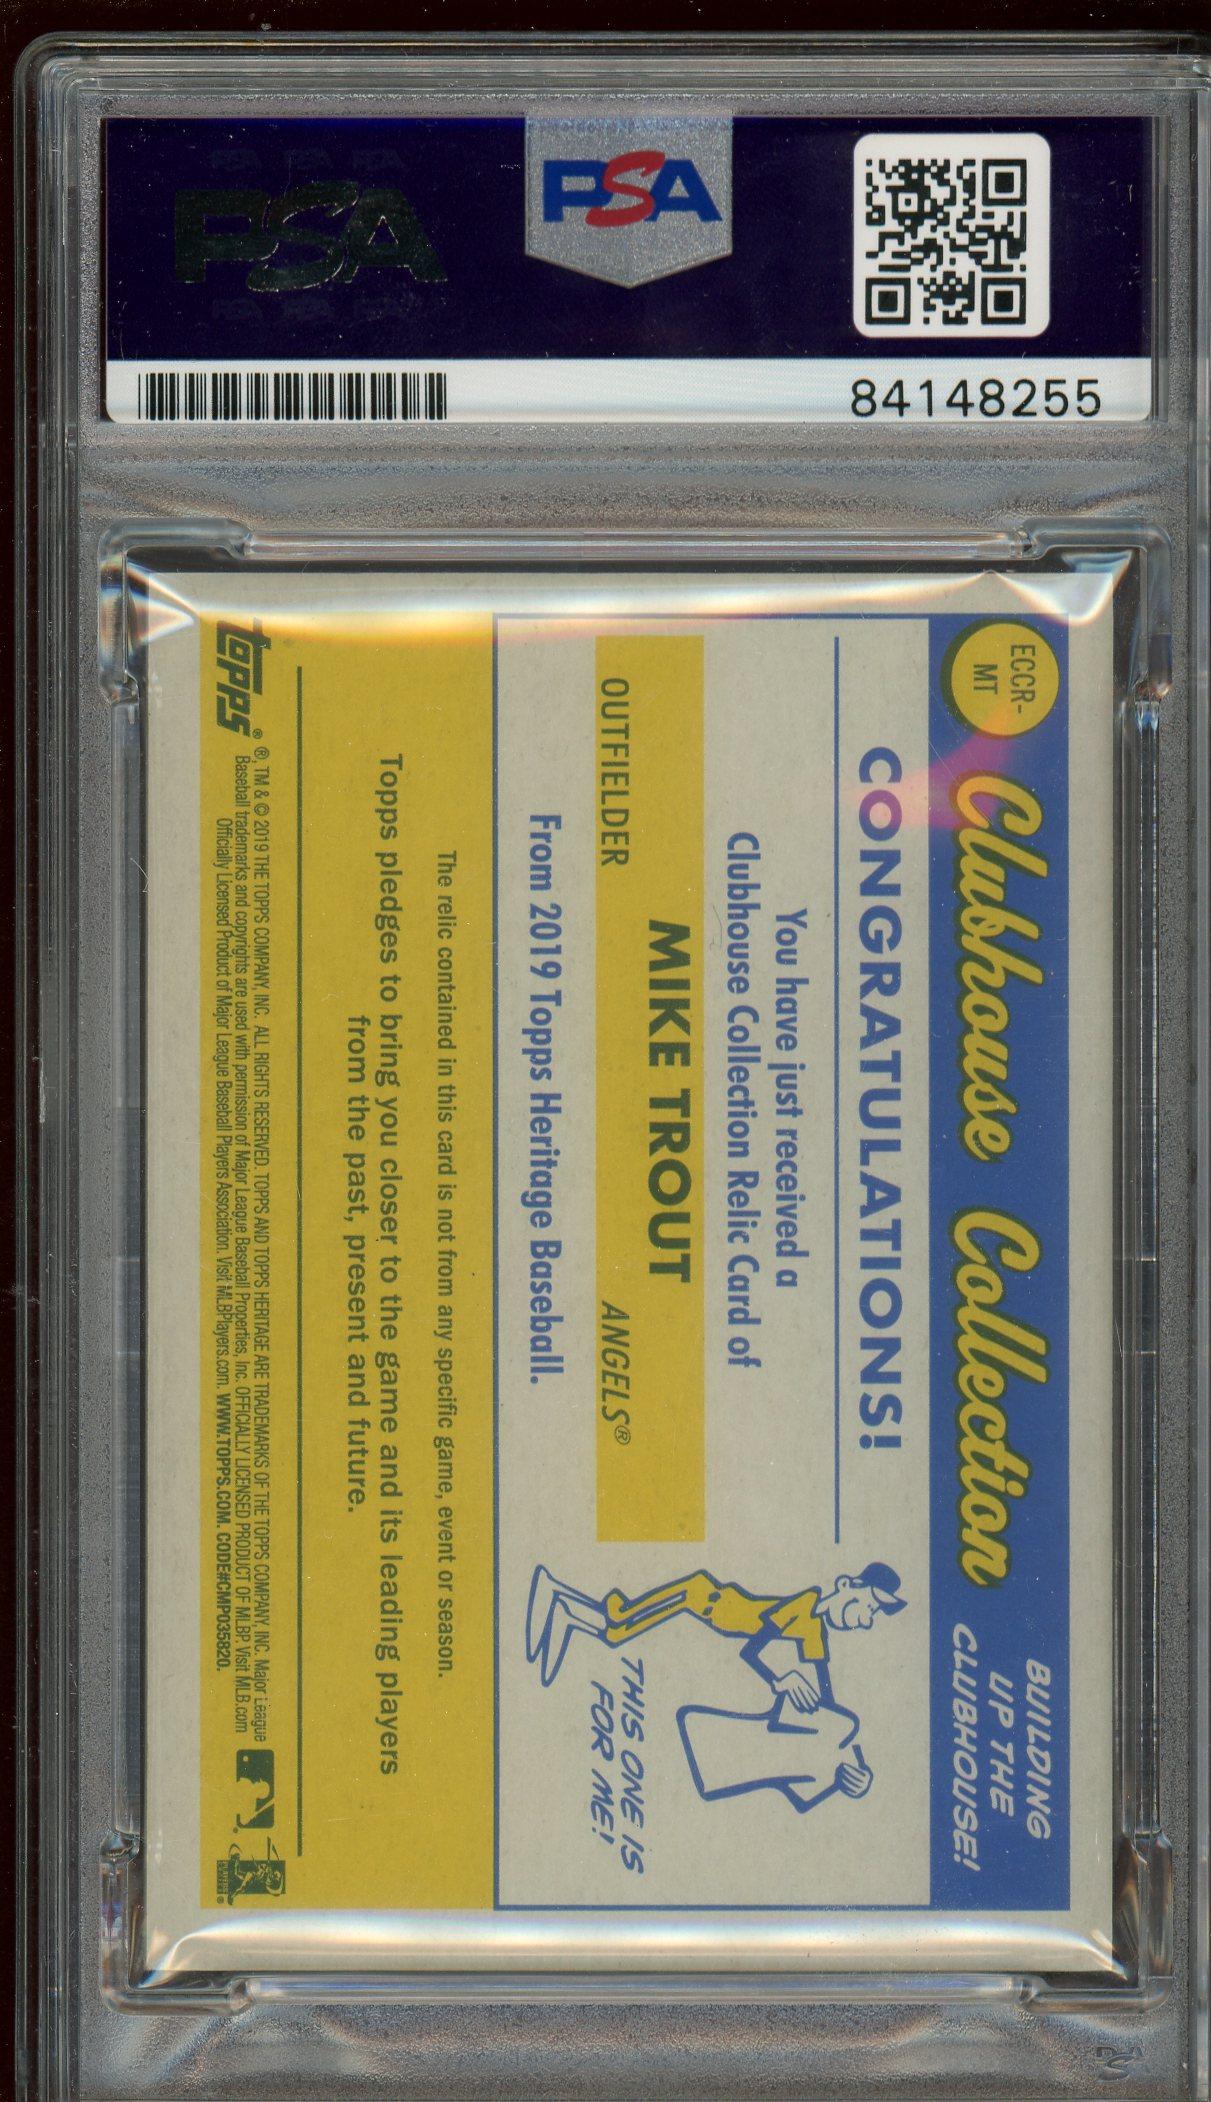 PSA
PSA
84148255
ECCR-
MT
Clubhouse Collection
BUILDING
UP THE
CLUBHOUSE!
CONGRATULATIONS!
You have just received a
Clubhouse Collection Relic Card of
MIKE TROUT
OUTFIELDER
ANGELS®
From 2019 Topps Heritage Baseball.
THIS ONE IS
FOR ME!
The relic contained in this card is not from any specific game, event or season.
Topps pledges to bring you closer to the game and its leading players
from the past, present and future.
topps®
®, TM & © 2019 THE TOPPS COMPANY, INC. ALL RIGHTS RESERVED. TOPPS AND TOPPS HERITAGE ARE TRADEMARKS OF THE TOPPS COMPANY, INC. Major League
Baseball trademarks and copyrights are used with permission of Major League Baseball Properties, Inc. OFFICIALLY LICENSED PRODUCT OF MLBP. Visit MLB.com
Officially Licensed Product of Major League Baseball Players Association. Visit MLBPlayers.com. WWW.TOPPS.COM. CODE#CMP035820.
PLAYERS
PSA